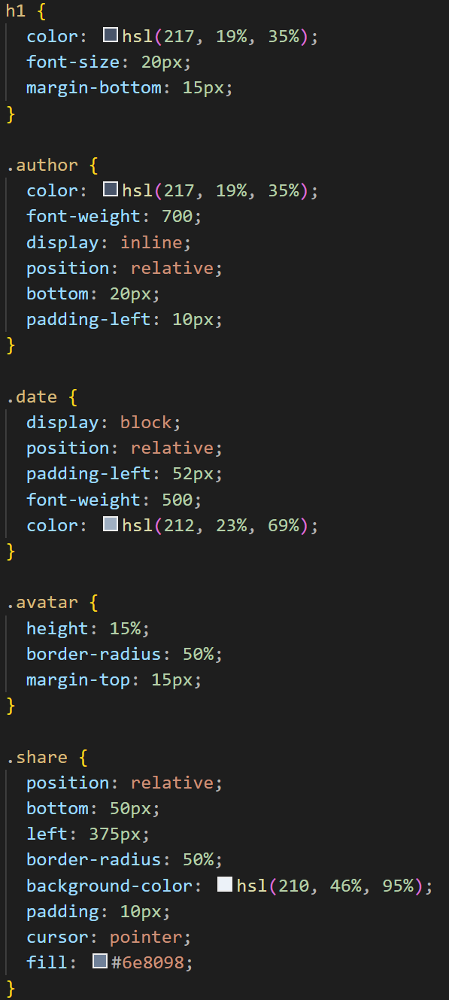 h1 {
  color: hsl(217, 19%, 35%);
  font-size: 20px;
  margin-bottom: 15px;
}

.author {
  color: hsl(217, 19%, 35%);
  font-weight: 700;
  display: inline;
  position: relative;
  bottom: 20px;
  padding-left: 10px;
}

.date {
  display: block;
  position: relative;
  padding-left: 52px;
  font-weight: 500;
  color: hsl(212, 23%, 69%);
}

.avatar {
  height: 15%;
  border-radius: 50%;
  margin-top: 15px;
}

.share {
  position: relative;
  bottom: 50px;
  left: 375px;
  border-radius: 50%;
  background-color: hsl(210, 46%, 95%);
  padding: 10px;
  cursor: pointer;
  fill: #6e8098;
}